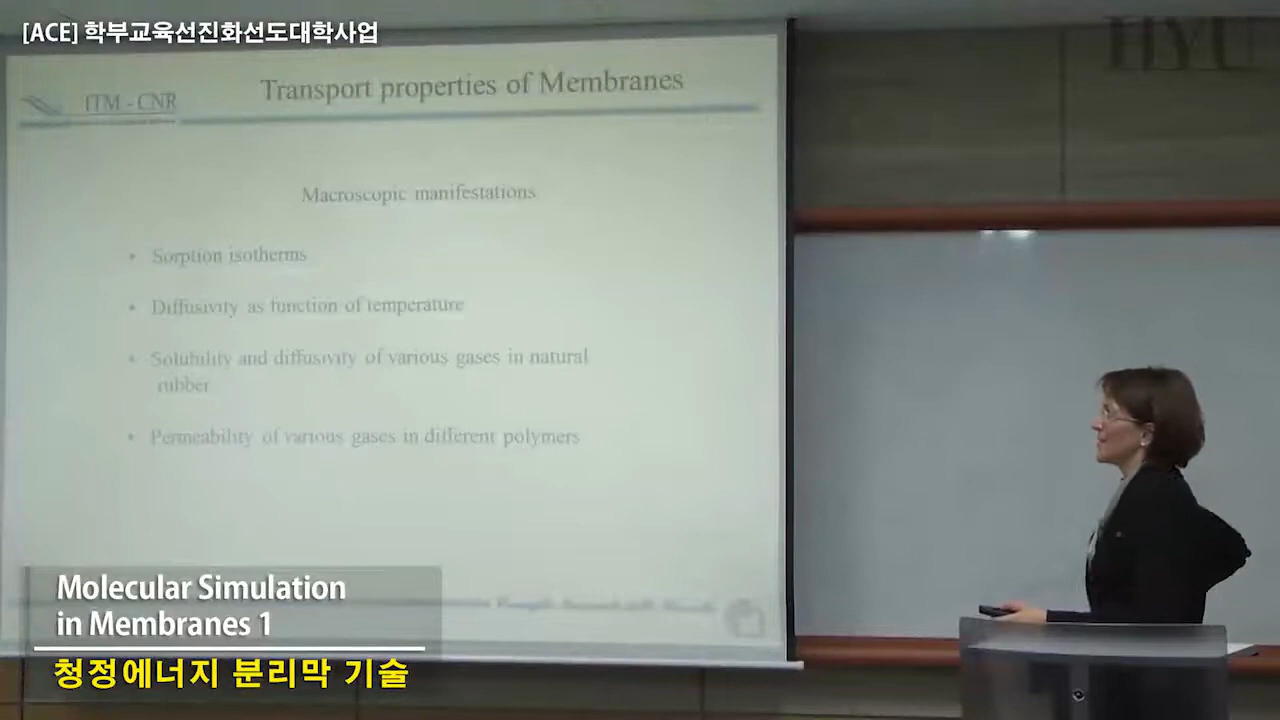 [ACE] 학부교육선진화선도대학사업
HYU
ITM - CNR
Transport properties of Membranes
Macroscopic manifestations
• Sorption isotherms
• Diffusivity as function of temperature
• Solubility and diffusivity of various gases in natural
rubber
• Permeability of various gases in different polymers
Molecular Simulation
in Membranes 1
청정에너지 분리막 기술